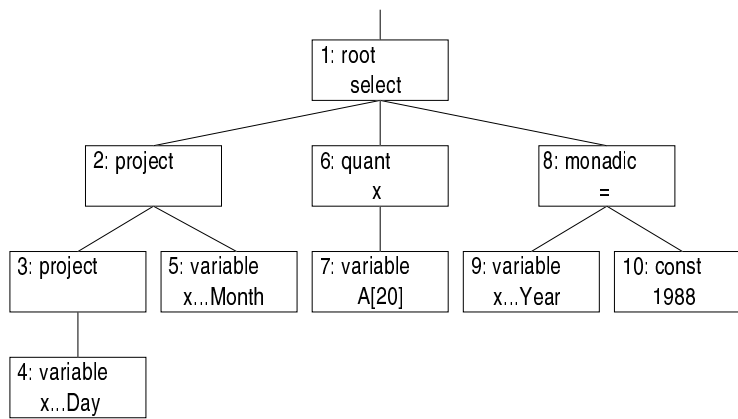 1: root
select
2: project
6: quant
x
8: monadic
=
3: project
5: variable
x...Month
7: variable
A[20]
9: variable
x...Year
10: const
1988
4: variable
x...Day